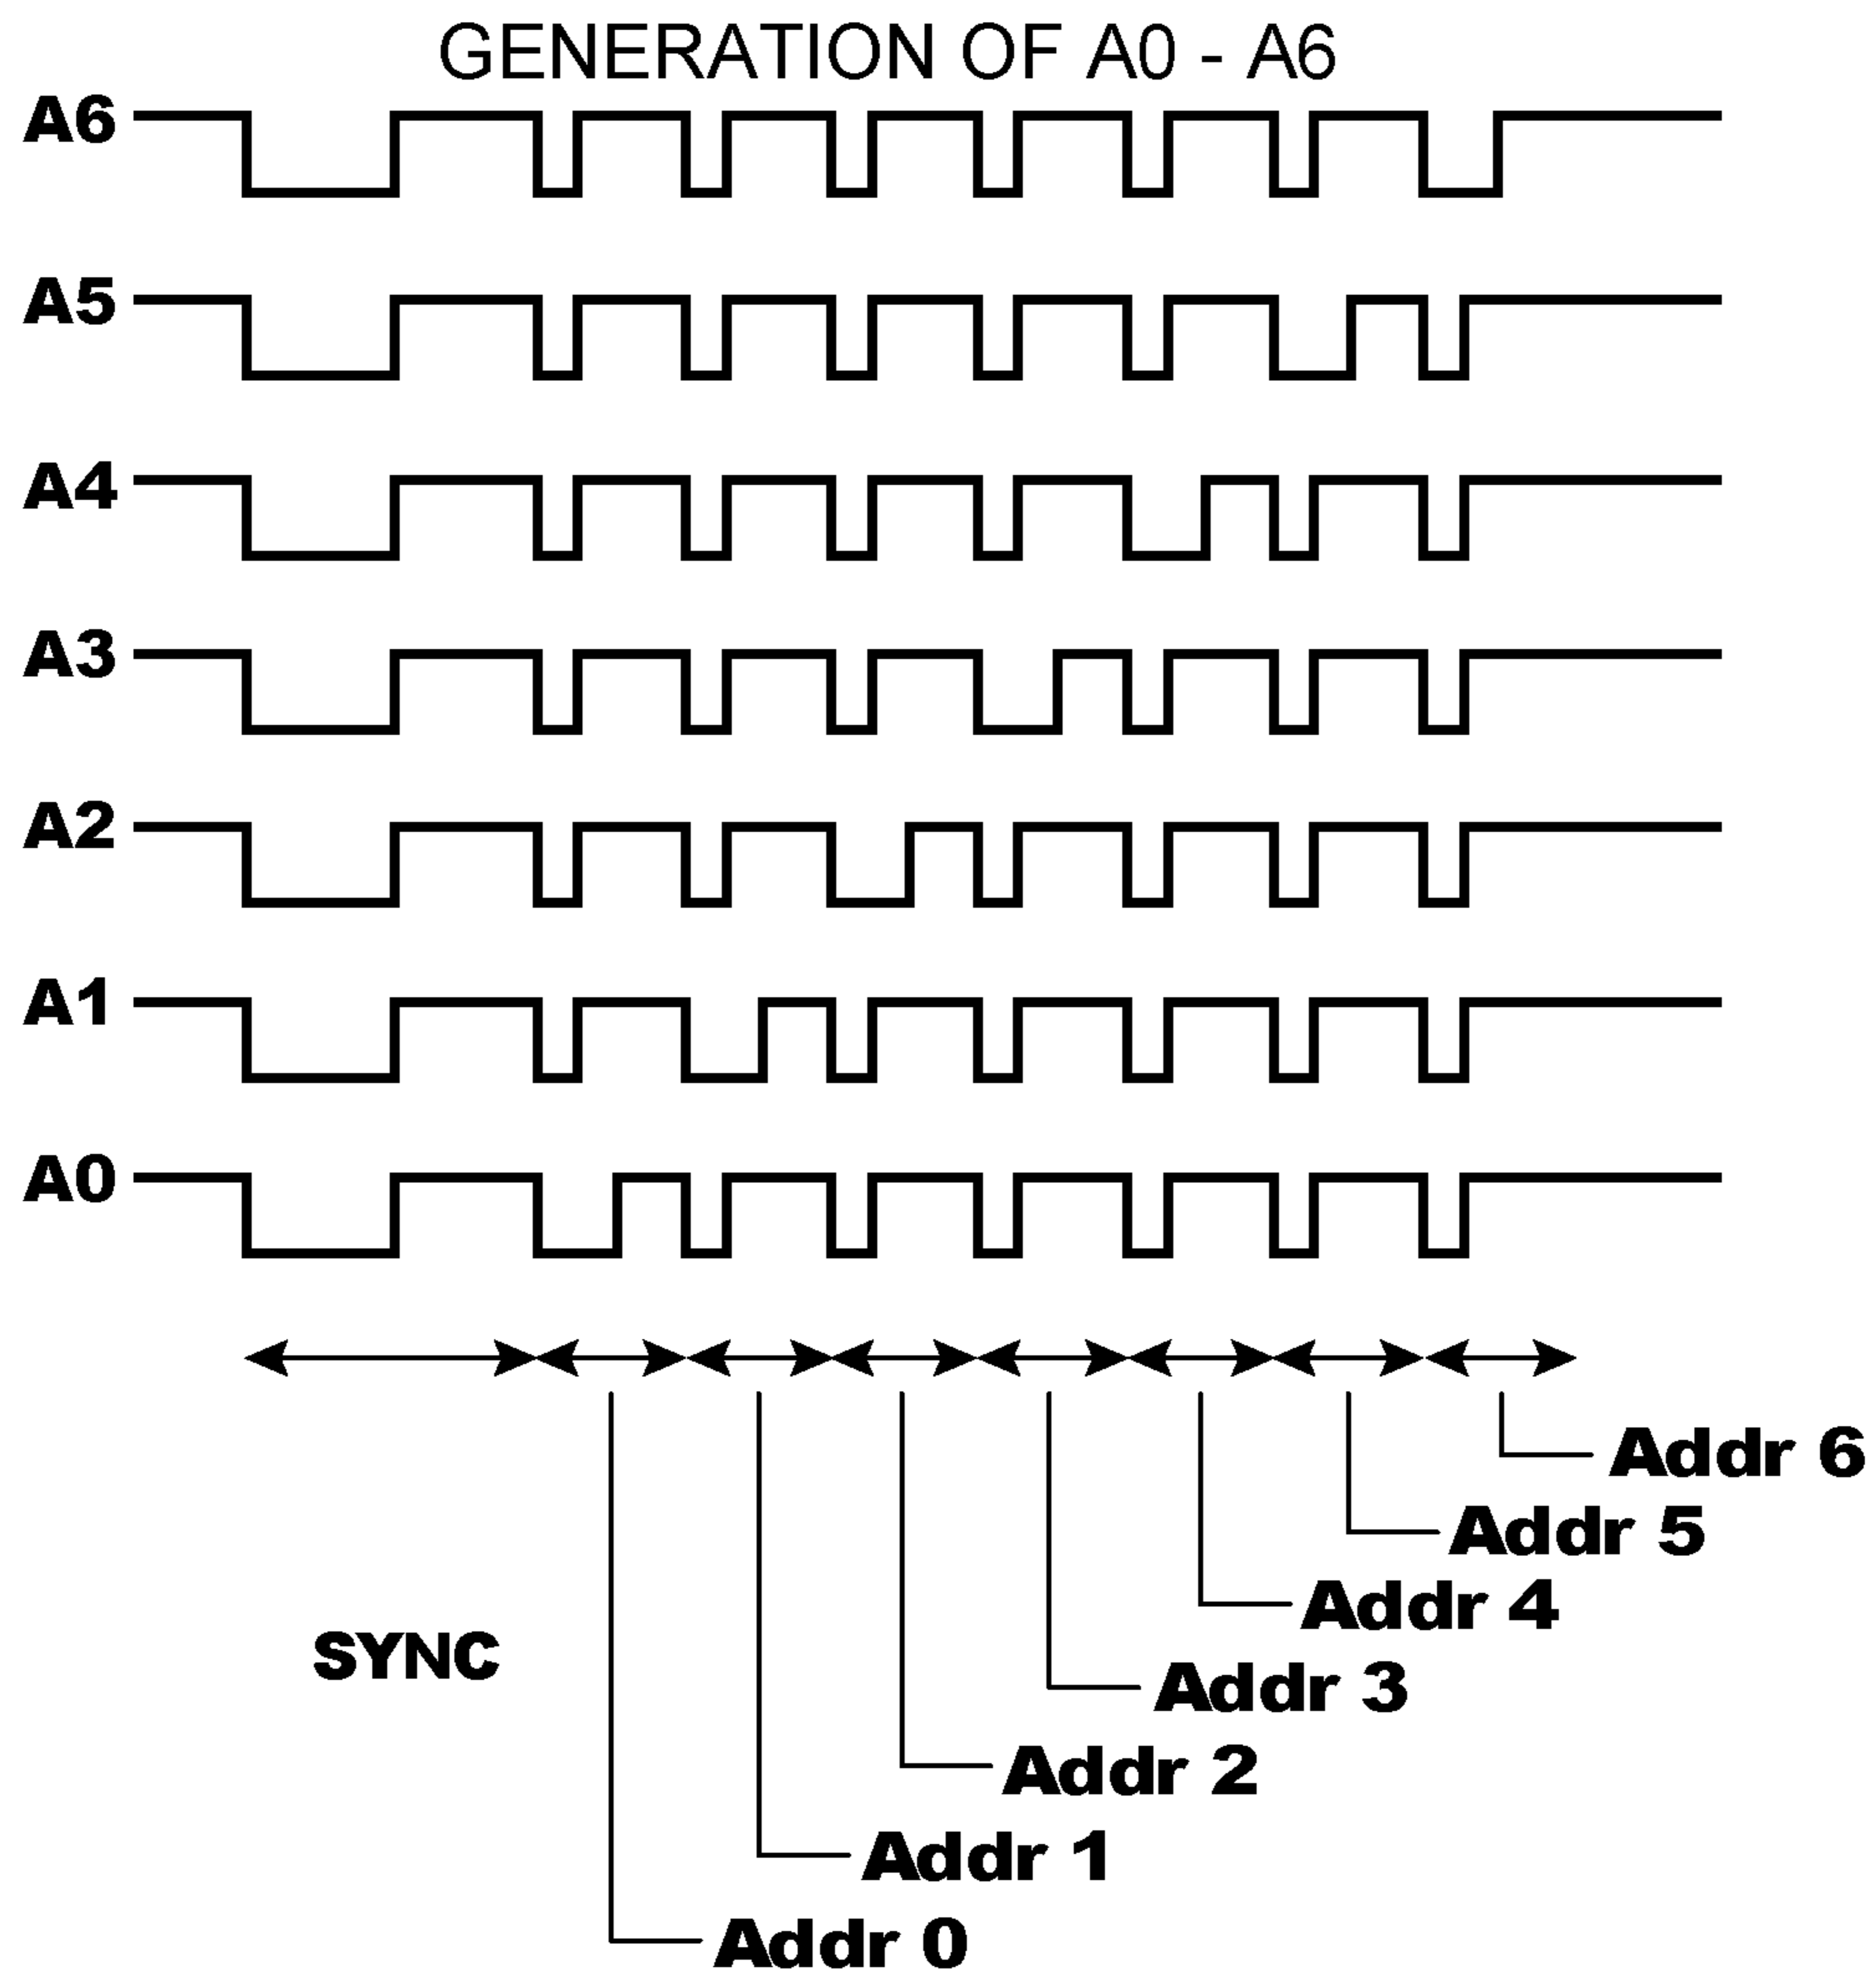 GENERATION OF A0 - A6
A6
A5
A4
A3
A2
A1
A0
Addr 6
Addr 5
Addr 4
SYNC
Addr 3
Addr 2
Addr 1
Addr 0